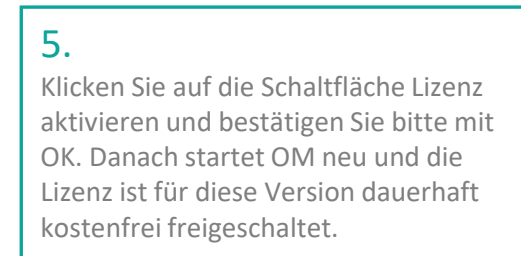 5.
Klicken Sie auf die Schaltfläche Lizenz
aktivieren und bestätigen Sie bitte mit
OK. Danach startet OM neu und die
Lizenz ist für diese Version dauerhaft
kostenfrei freigeschaltet.